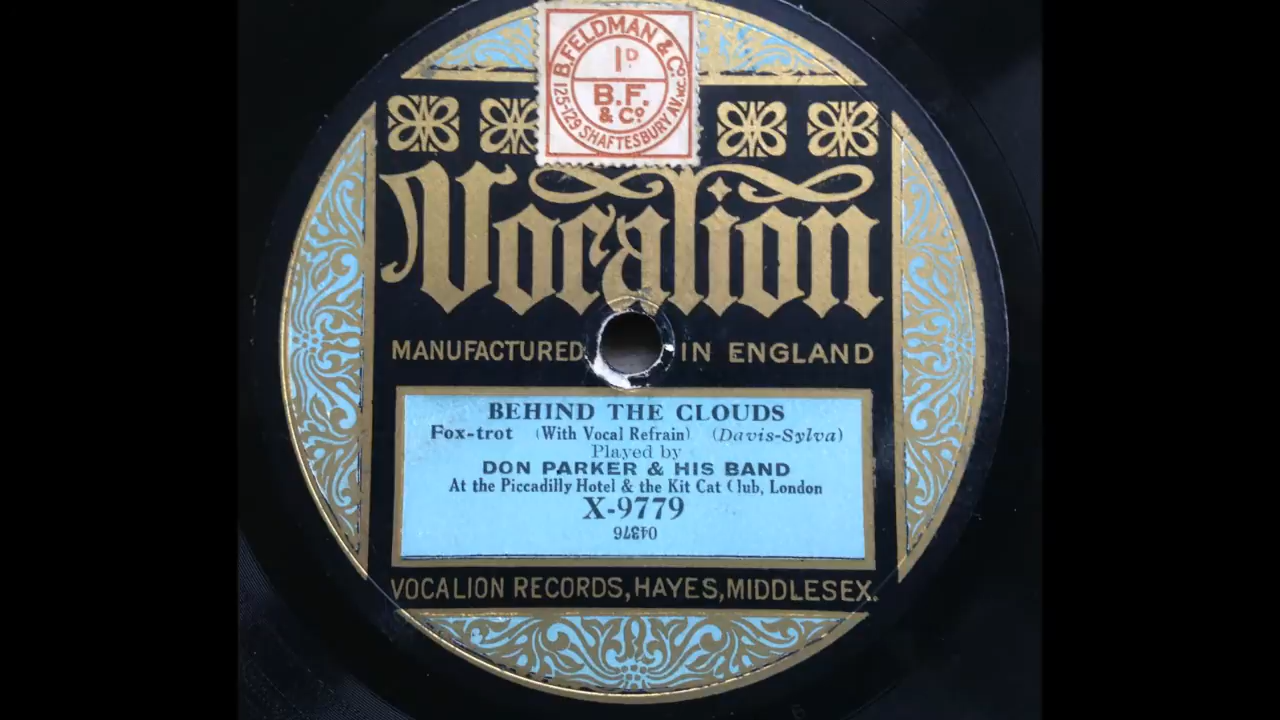 B. FELDMAN & Co.
1D
B.F.
& Co
125-129 SHAFTESBURY AV. W.C.
Vocalion
MANUFACTURED IN ENGLAND
BEHIND THE CLOUDS
Fox-trot (With Vocal Refrain) (Davis-Sylva)
Played by
DON PARKER & HIS BAND
At the Piccadilly Hotel & the Kit Cat Club, London
X-9779
04376
VOCALION RECORDS, HAYES, MIDDLESEX.